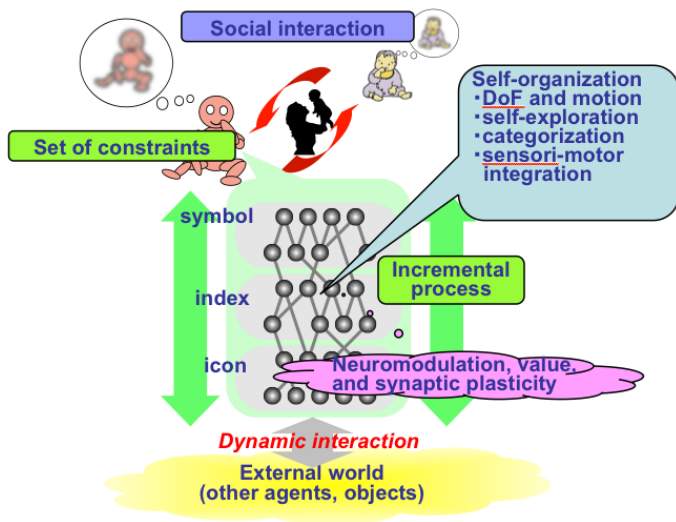 Social interaction
Self-organization
・DoF and motion
・self-exploration
・categorization
・sensori-motor
integration
Set of constraints
symbol
Incremental
process
index
icon
Neuromodulation, value,
and synaptic plasticity
Dynamic interaction
External world
(other agents, objects)